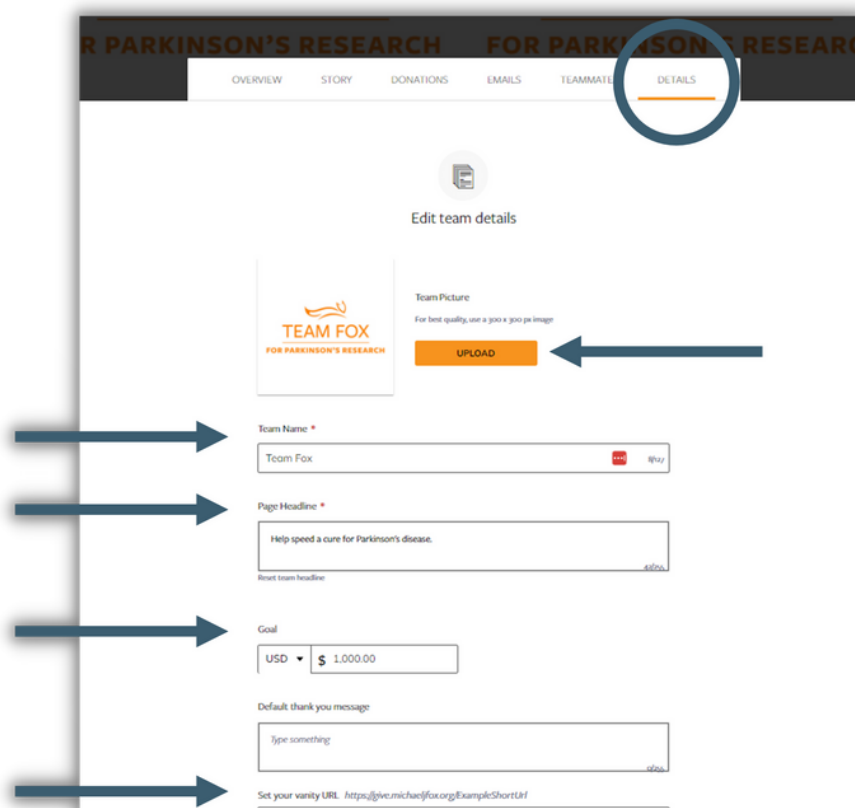 R PARKINSON'S RESEARCH FOR PARKINSON'S RESEARC
OVERVIEW STORY DONATIONS EMAILS TEAMMATE DETAILS
Edit team details
TEAM FOX
FOR PARKINSON'S RESEARCH
Team Picture
For best quality, use a 300 x 300 px image
UPLOAD
Team Name *
Team Fox 8/127
Page Headline *
Help speed a cure for Parkinson's disease.
Reset team headline
Goal
USD $ 1,000.00
Default thank you message
Type something
Set your vanity URL https://give.michaeljfox.org/ExampleShortUrl